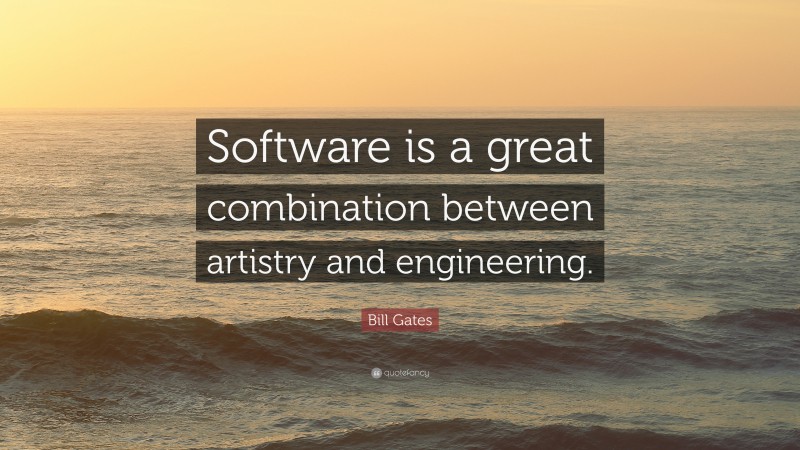 Software is a great
combination between
artistry and engineering.
Bill Gates
quotefancy